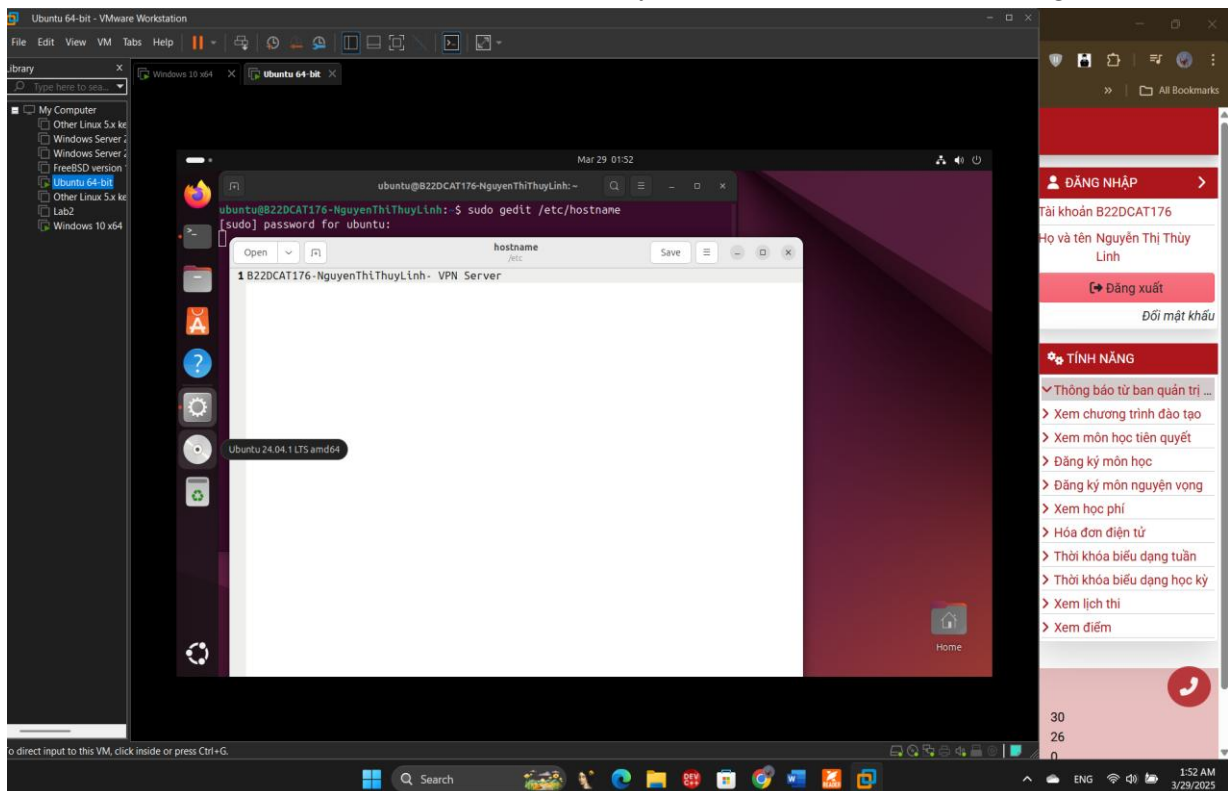 Ubuntu 64-bit - VMware Workstation
File Edit View VM Tabs Help
Library X
Type here to sea...
Windows 10 x64 X Ubuntu 64-bit X
My Computer
Other Linux 5.x ke
Windows Server 2
Windows Server 2
FreeBSD version 1
Ubuntu 64-bit
Other Linux 5.x ke
Lab2
Windows 10 x64
Mar 29 01:52
ubuntu@B22DCAT176-NguyenThiThuyLinh: ~
ubuntu@B22DCAT176-NguyenThiThuyLinh:~$ sudo gedit /etc/hostname
[sudo] password for ubuntu:
Open hostname Save
/etc
1 B22DCAT176-NguyenThiThuyLinh- VPN Server
Ubuntu 24.04.1 LTS amd64
Home
To direct input to this VM, click inside or press Ctrl+G.
» All Bookmarks
ĐĂNG NHẬP
Tài khoản B22DCAT176
Họ và tên Nguyễn Thị Thùy
Linh
Đăng xuất
Đổi mật khẩu
TÍNH NĂNG
Thông báo từ ban quản trị ...
Xem chương trình đào tạo
Xem môn học tiên quyết
Đăng ký môn học
Đăng ký môn nguyện vọng
Xem học phí
Hóa đơn điện tử
Thời khóa biểu dạng tuần
Thời khóa biểu dạng học kỳ
Xem lịch thi
Xem điểm
30
26
0
Search
DEV C++
READER
ENG
1:52 AM
3/29/2025